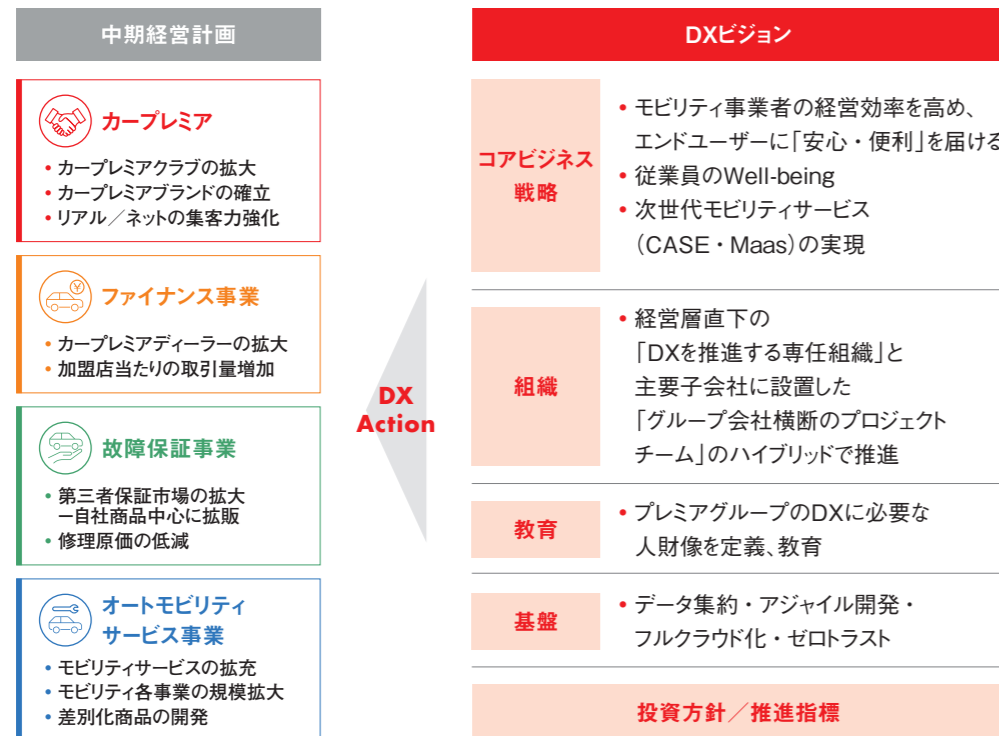 中期経営計画
カープレミア
• カープレミアクラブの拡大
• カープレミアブランドの確立
• リアル／ネットの集客力強化
¥
ファイナンス事業
• カープレミアディーラーの拡大
• 加盟店当たりの取引量増加
故障保証事業
• 第三者保証市場の拡大
ー自社商品中心に拡販
• 修理原価の低減
オートモビリティ
サービス事業
• モビリティサービスの拡充
• モビリティ各事業の規模拡大
• 差別化商品の開発
DX
Action
DXビジョン
コアビジネス
戦略
• モビリティ事業者の経営効率を高め、
エンドユーザーに「安心・便利」を届ける
• 従業員のWell-being
• 次世代モビリティサービス
（CASE・Maas）の実現
組織
• 経営層直下の
「DXを推進する専任組織」と
主要子会社に設置した
「グループ会社横断のプロジェクト
チーム」のハイブリッドで推進
教育
• プレミアグループのDXに必要な
人財像を定義、教育
基盤
• データ集約・アジャイル開発・
フルクラウド化・ゼロトラスト
投資方針／推進指標